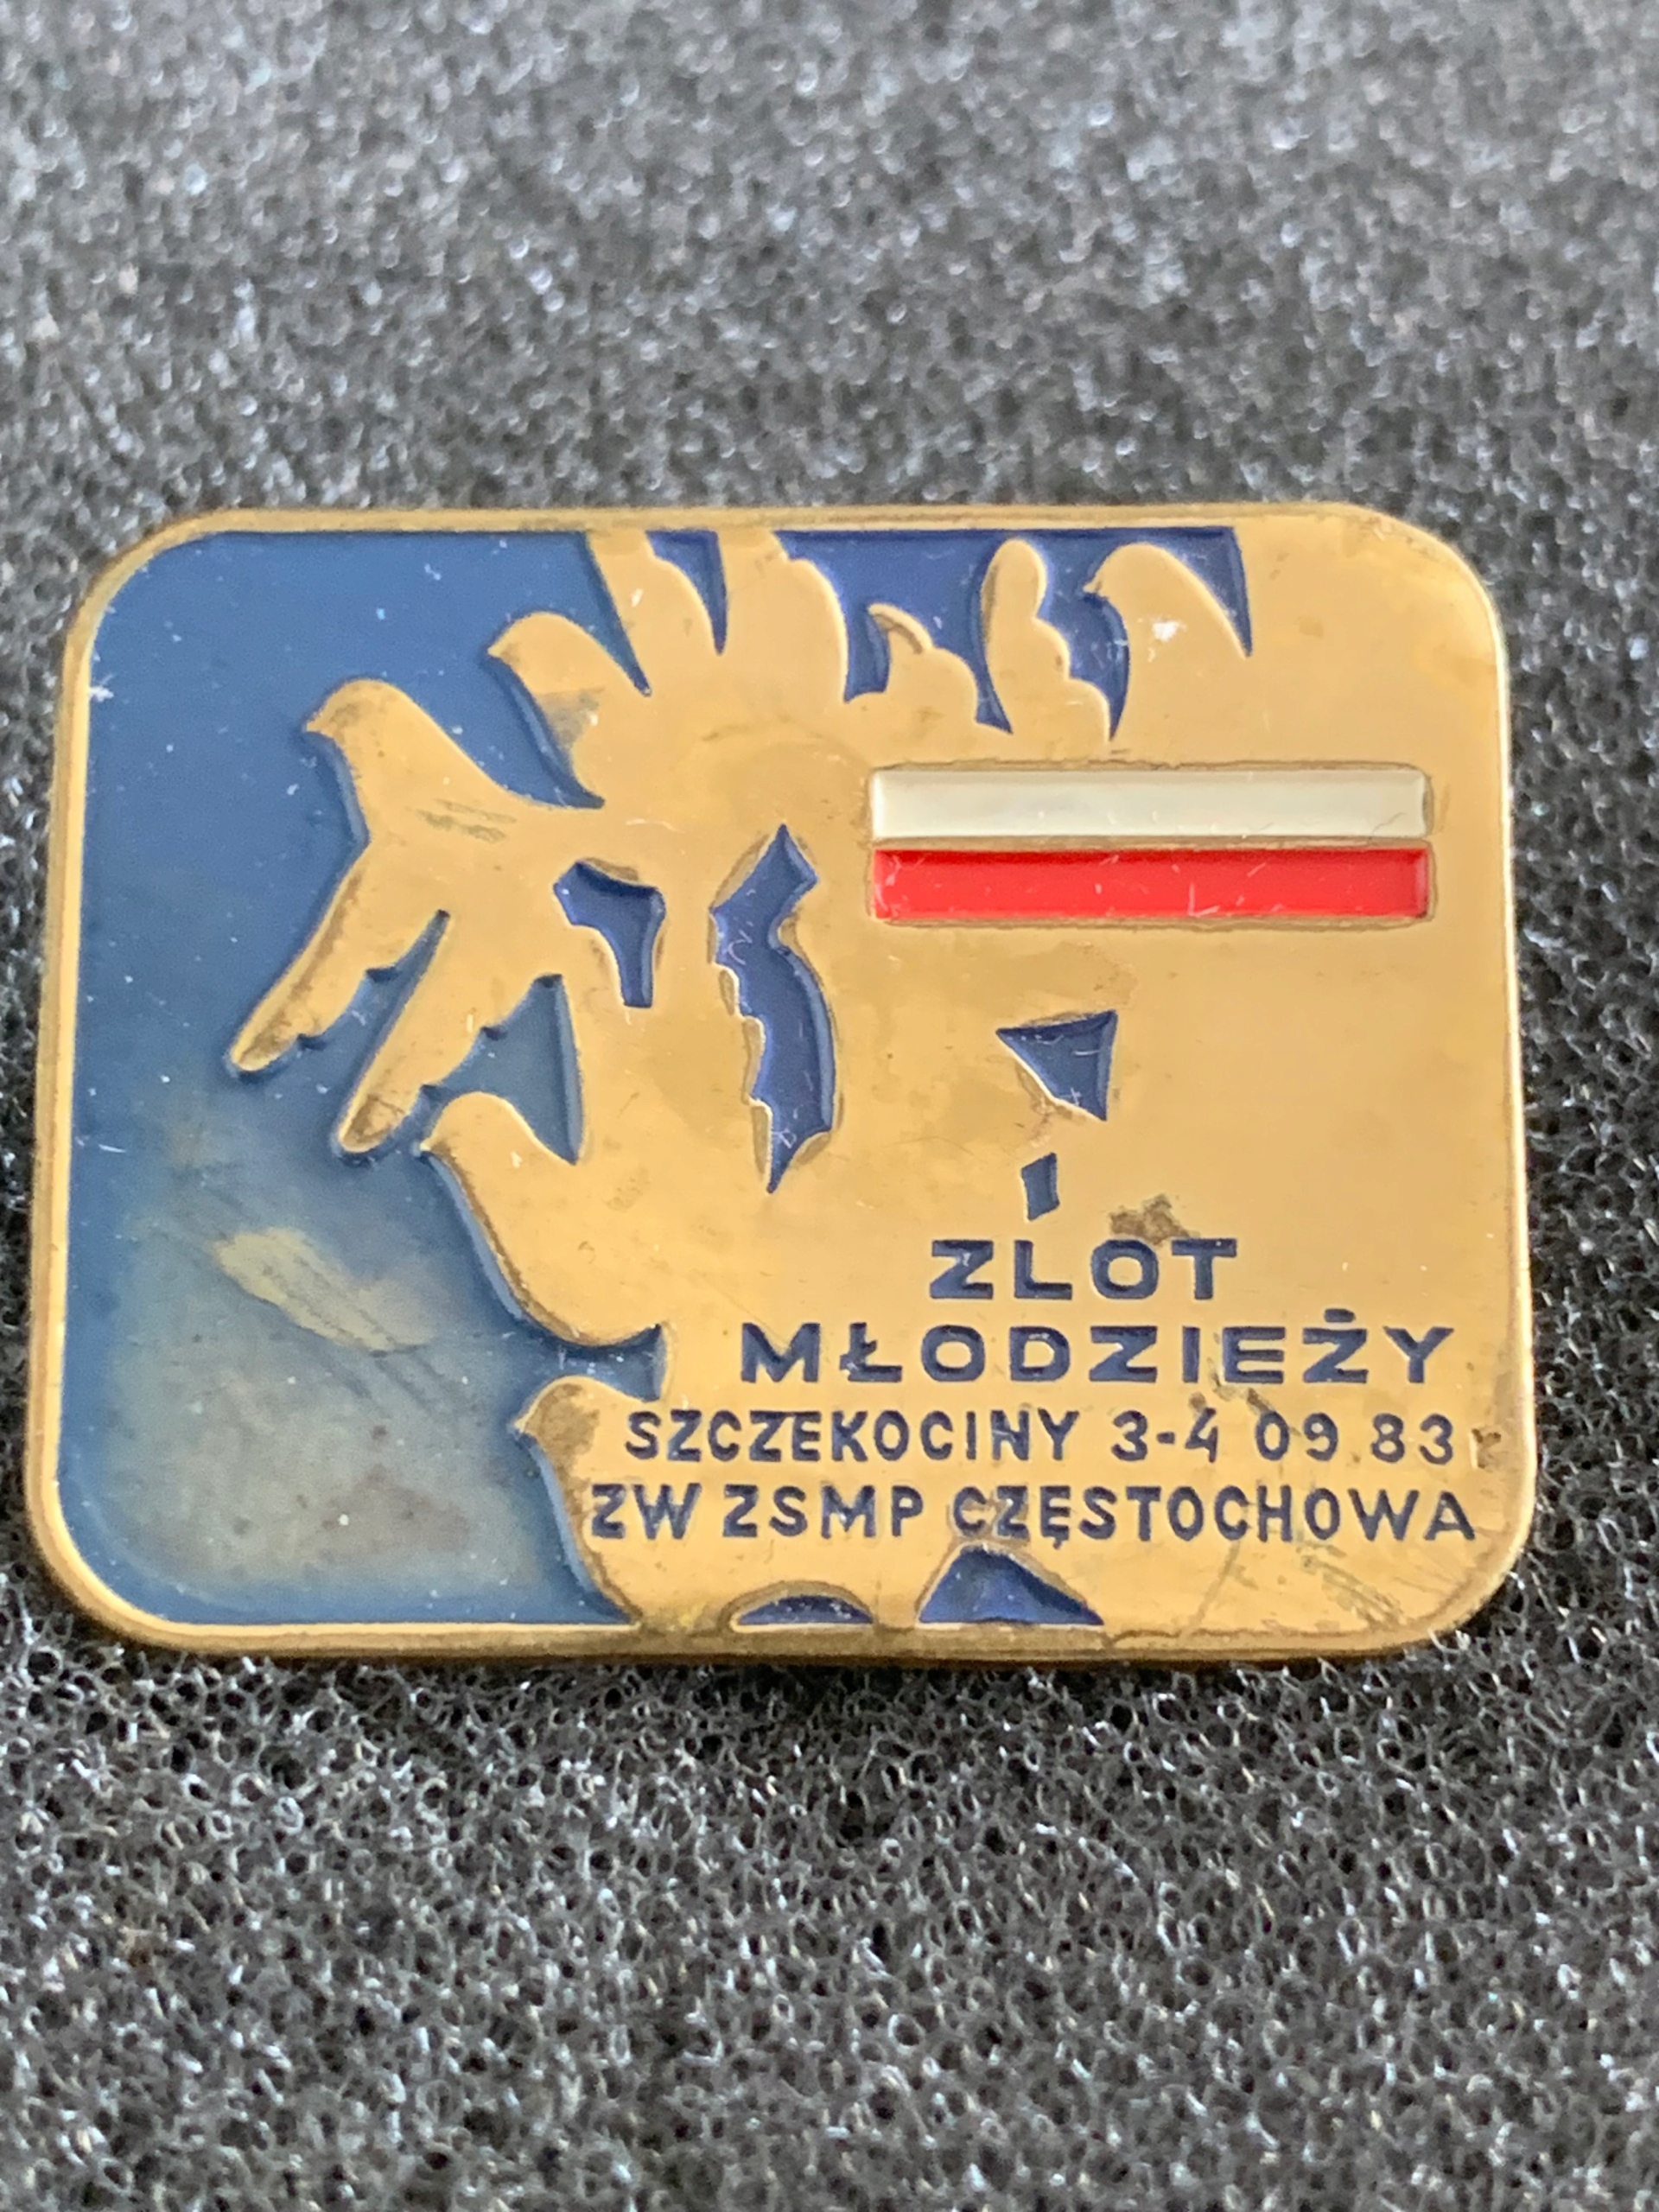 ZLOT
MŁODZIEŻY
SZCZEKOCINY 3-4 09 83
ZW ZSMP CZĘSTOCHOWA